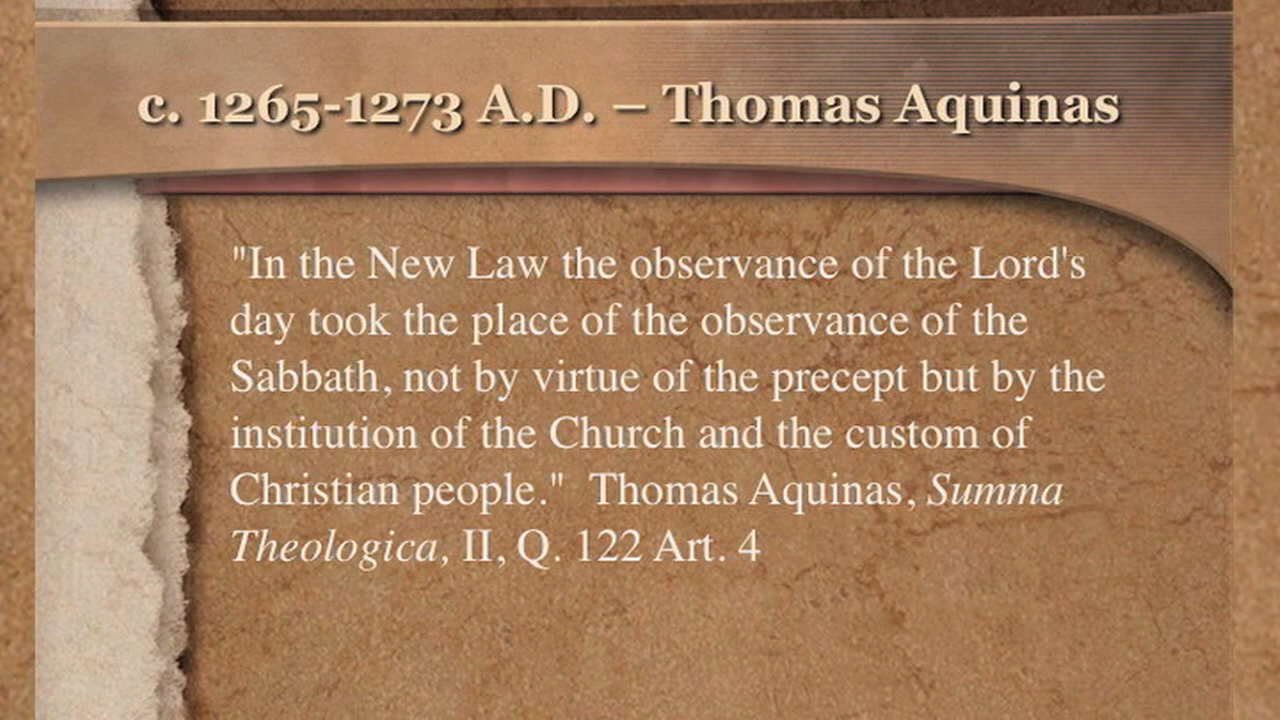 c. 1265-1273 A.D. – Thomas Aquinas
"In the New Law the observance of the Lord's
day took the place of the observance of the
Sabbath, not by virtue of the precept but by the
institution of the Church and the custom of
Christian people."  Thomas Aquinas, Summa
Theologica, II, Q. 122 Art. 4